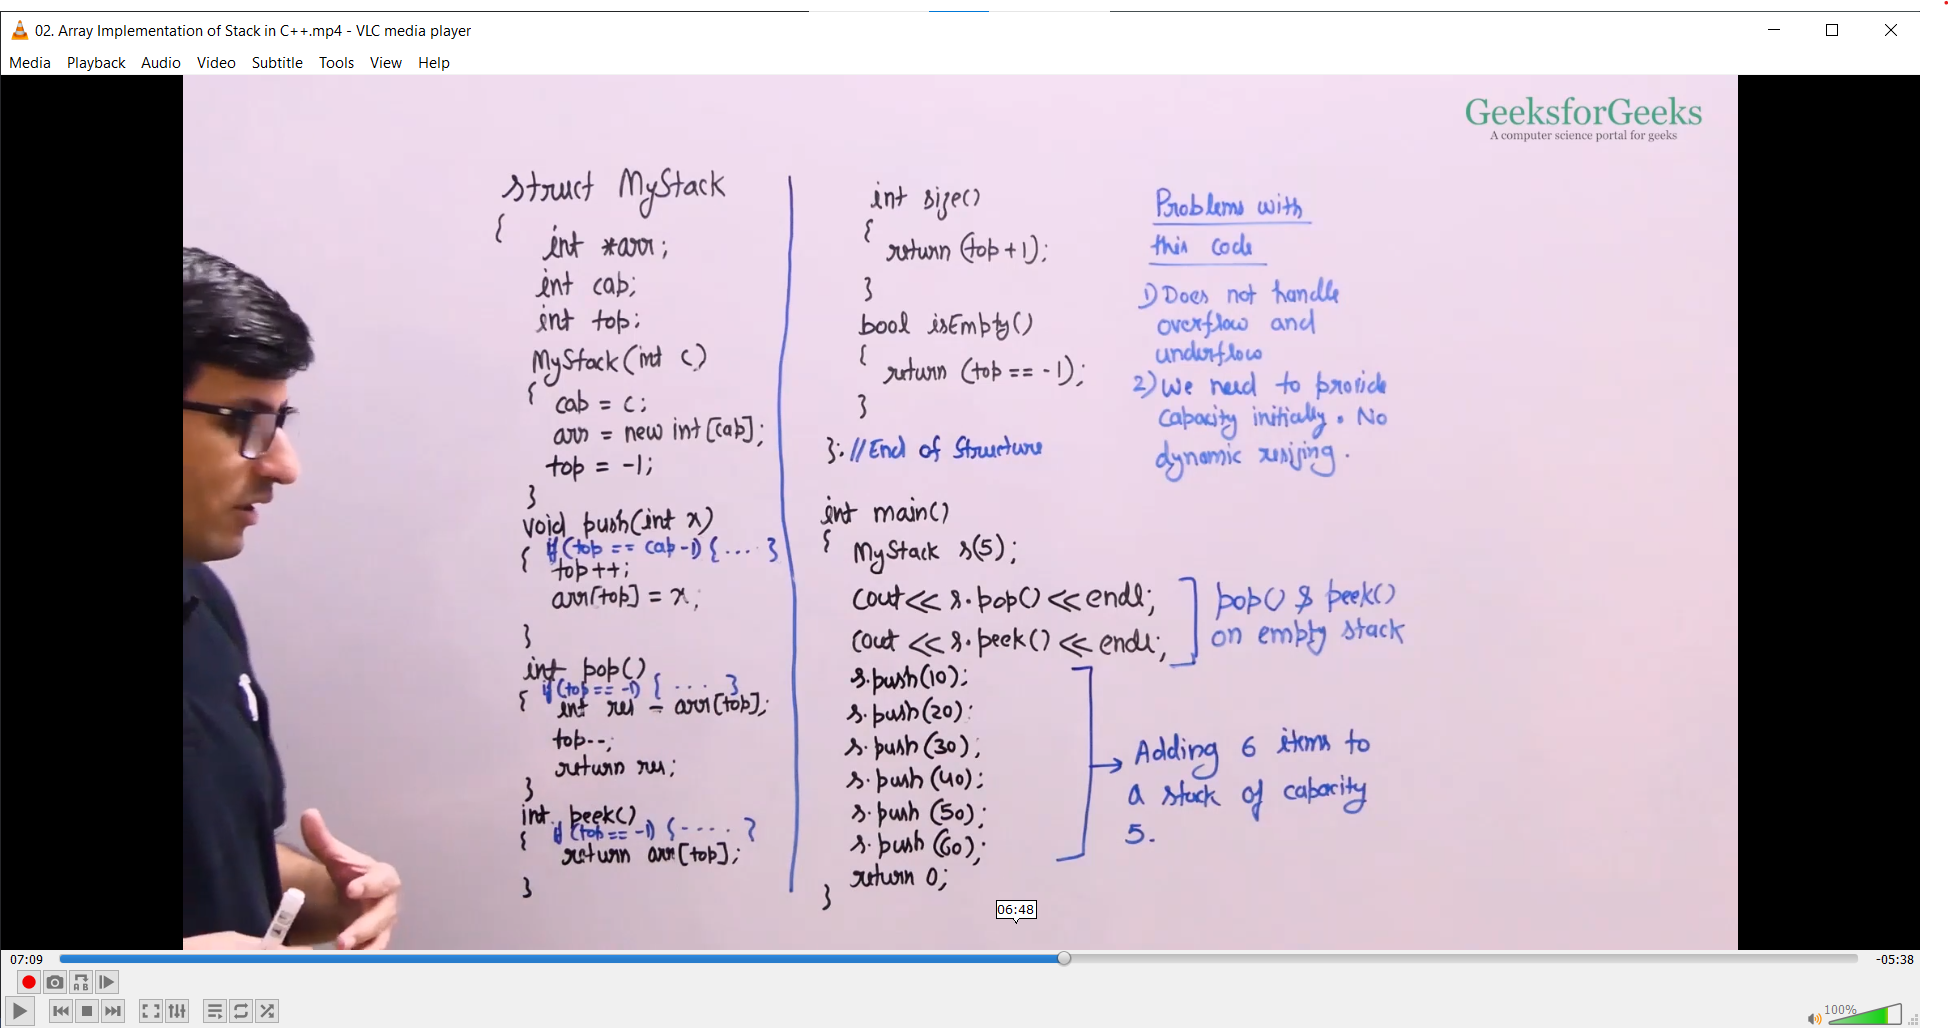 02. Array Implementation of Stack in C++.mp4 - VLC media player
Media Playback Audio Video Subtitle Tools View Help
GeeksforGeeks
A computer science portal for geeks
struct MyStack
{
int *arr;
int cap;
int top;
MyStack(int c)
{ cap = c;
arr = new int[cap];
top = -1;
}
void push(int x)
{ if (top == cap-1) { .... }
top++;
arr[top] = x;
}
int pop()
{ if (top == -1) { .... }
int res = arr[top];
top--;
return res;
}
int peek()
{ if (top == -1) { ..... }
return arr[top];
}
int size()
{
return (top+1);
}
bool isEmpty()
{
return (top == -1);
}
}; //End of Structure
int main()
{ MyStack s(5);
cout << s.pop() << endl;
cout << s.peek() << endl;
s.push(10);
s.push(20);
s.push(30);
s.push(40);
s.push(50);
s.push(60);
return 0;
}
Problems with
this code
1) Does not handle
overflow and
underflow
2) We need to provide
capacity initially. No
dynamic resizing.
pop() & peek()
on empty stack
Adding 6 items to
a stack of capacity
5.
06:48
07:09
-05:38
A B
100%